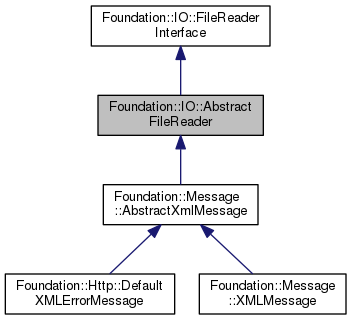 Foundation::IO::FileReader
Interface
Foundation::IO::Abstract
FileReader
Foundation::Message
::AbstractXmlMessage
Foundation::Http::Default
XMLErrorMessage
Foundation::Message
::XMLMessage